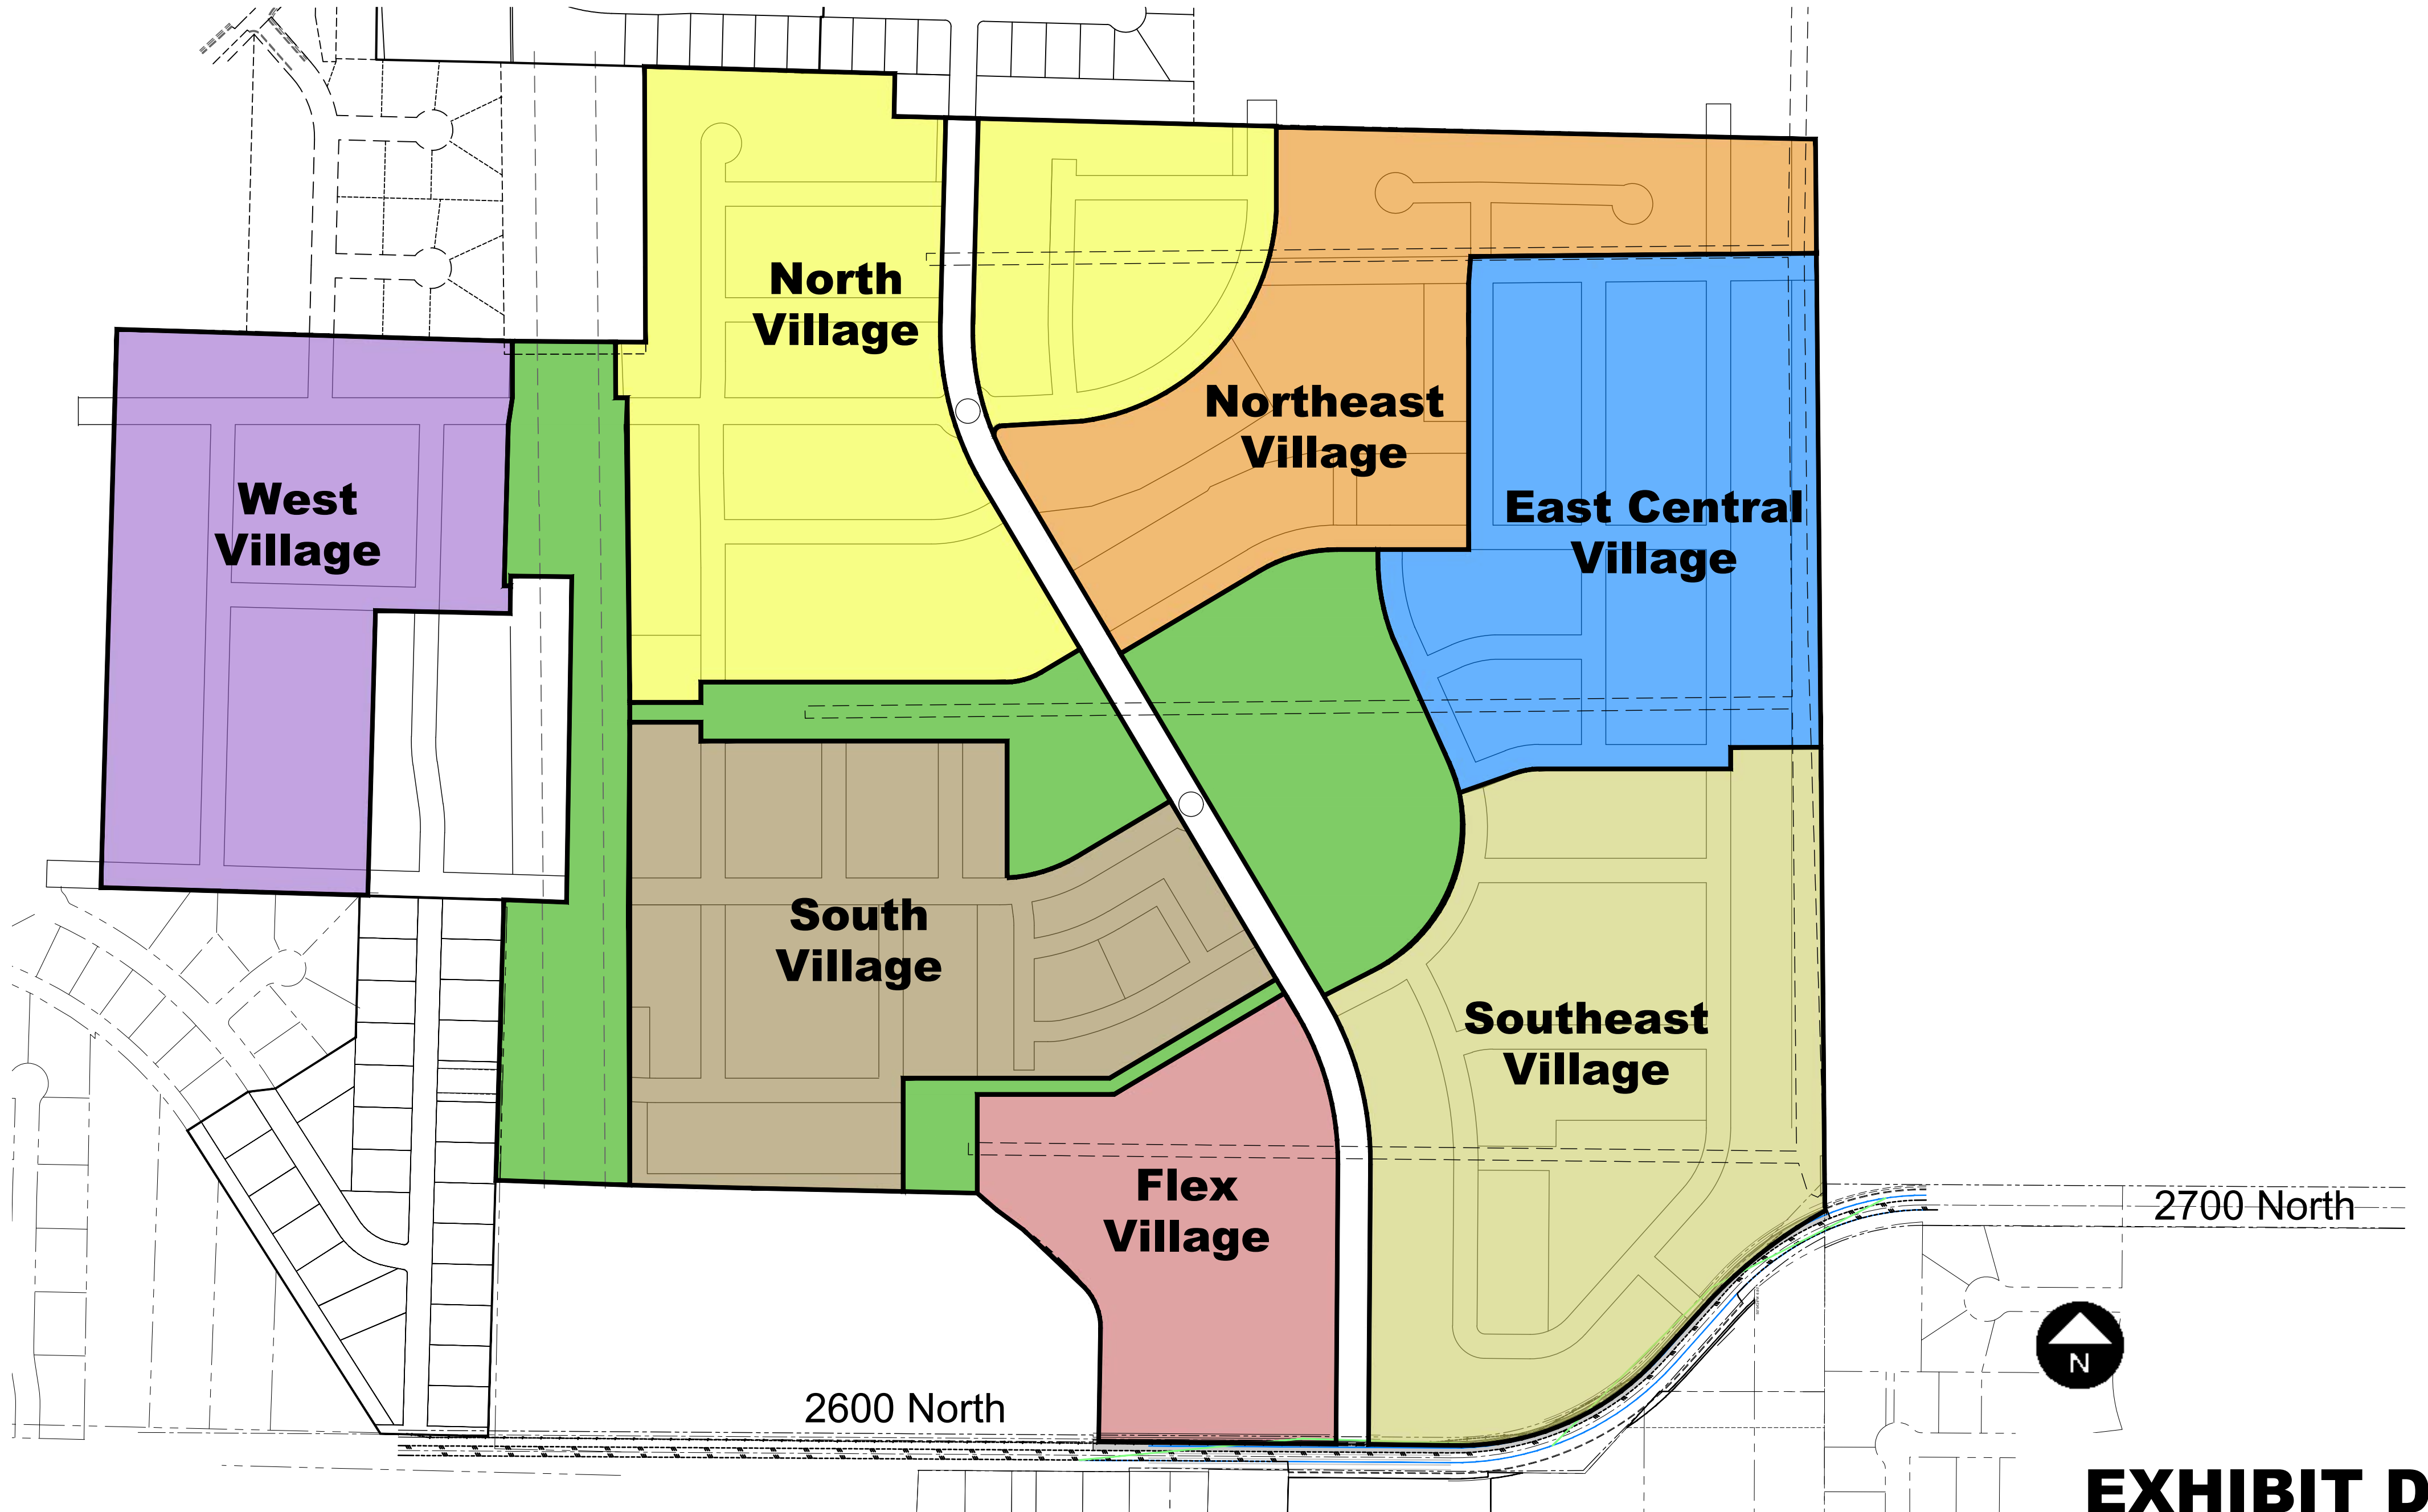 North
Village
Northeast
Village
West
Village
East Central
Village
South
Village
Southeast
Village
Flex
Village
2700 North
2600 North
N
EXHIBIT D